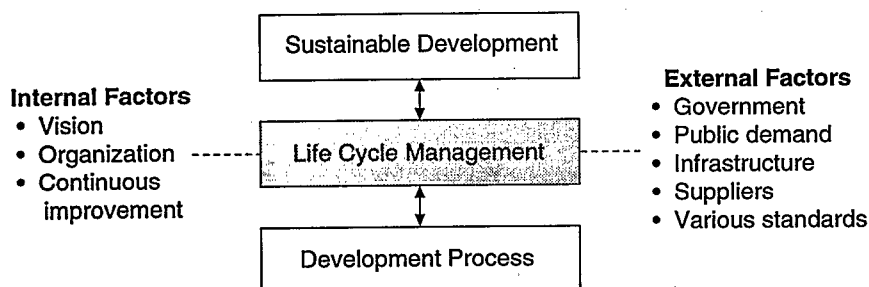 Sustainable Development
Internal Factors
• Vision
• Organization
• Continuous
improvement
Life Cycle Management
External Factors
• Government
• Public demand
• Infrastructure
• Suppliers
• Various standards
Development Process